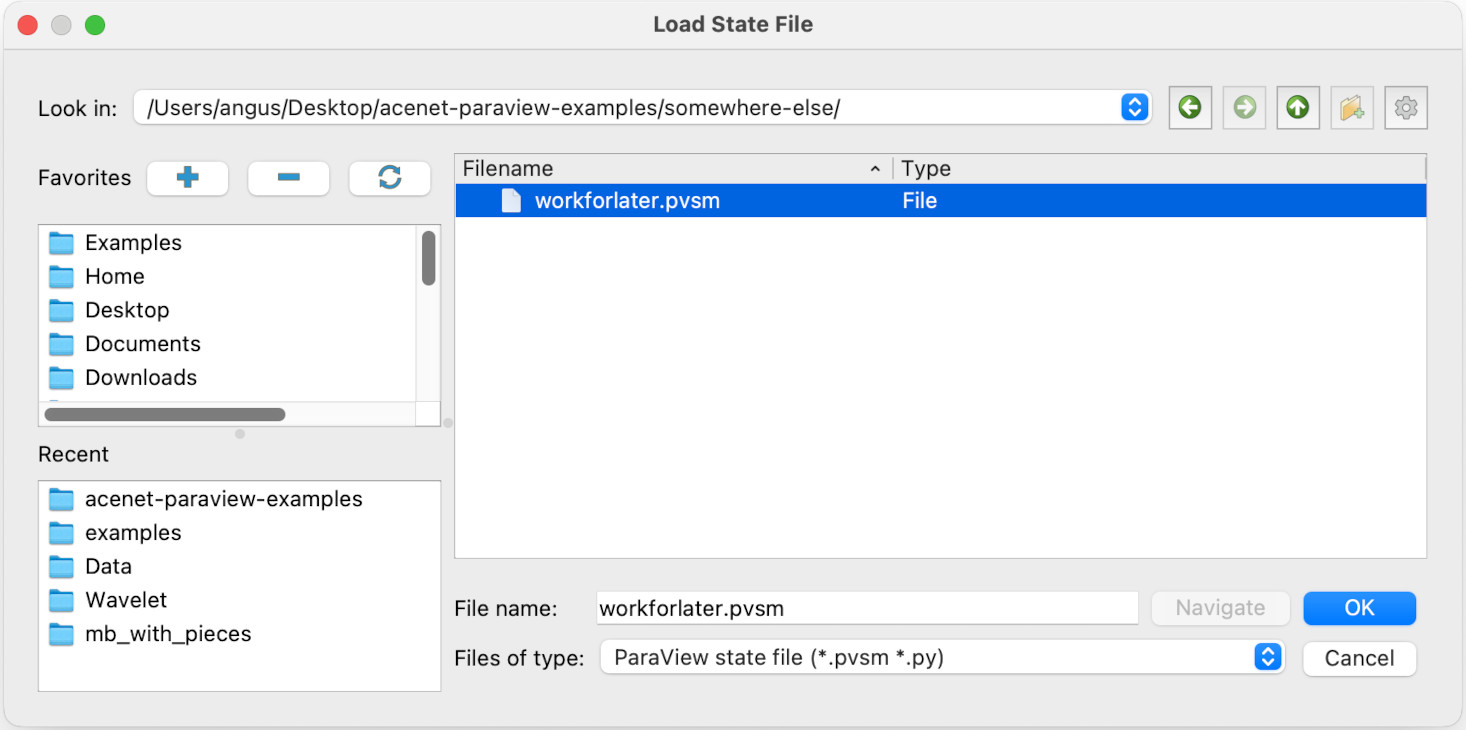 Load State File
Look in: /Users/angus/Desktop/acenet-paraview-examples/somewhere-else/
Favorites
Examples
Home
Desktop
Documents
Downloads
Recent
acenet-paraview-examples
examples
Data
Wavelet
mb_with_pieces
Filename Type
workforlater.pvsm File
File name: workforlater.pvsm Navigate OK
Files of type: ParaView state file (*.pvsm *.py) Cancel